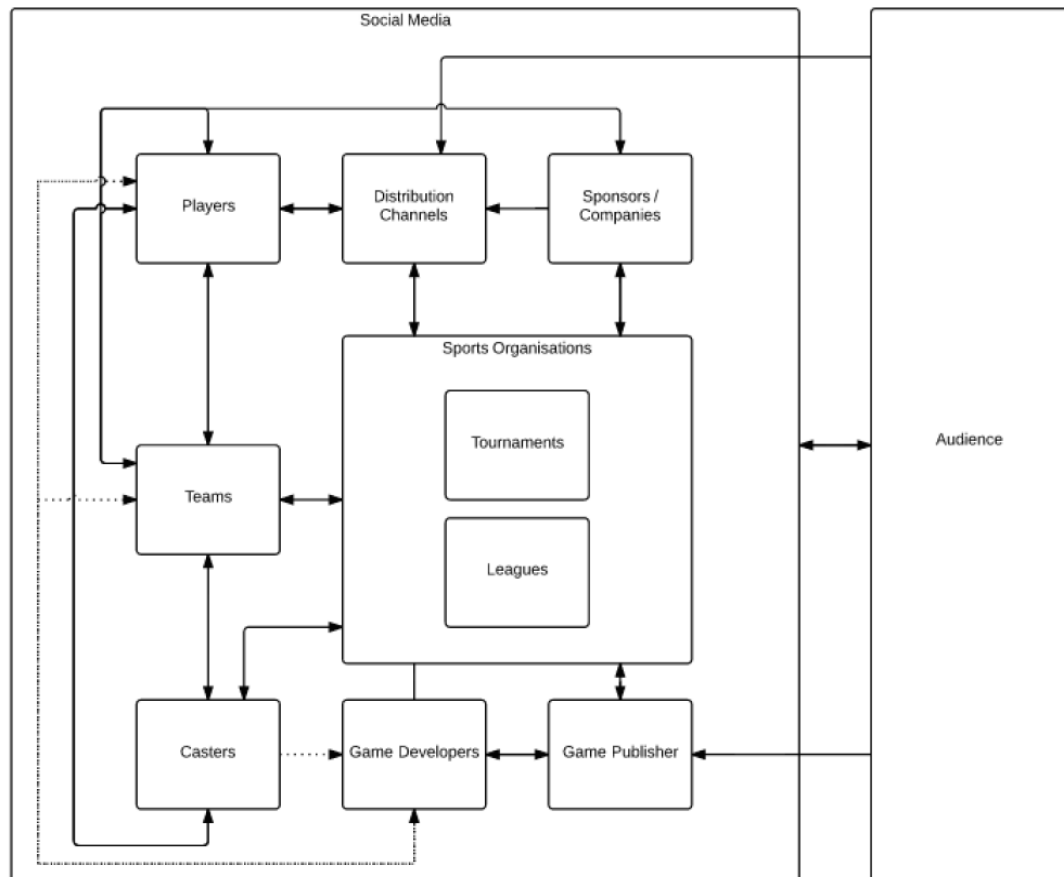 Social Media
Players
Distribution
Channels
Sponsors /
Companies
Sports Organisations
Tournaments
Audience
Teams
Leagues
Casters
Game Developers
Game Publisher